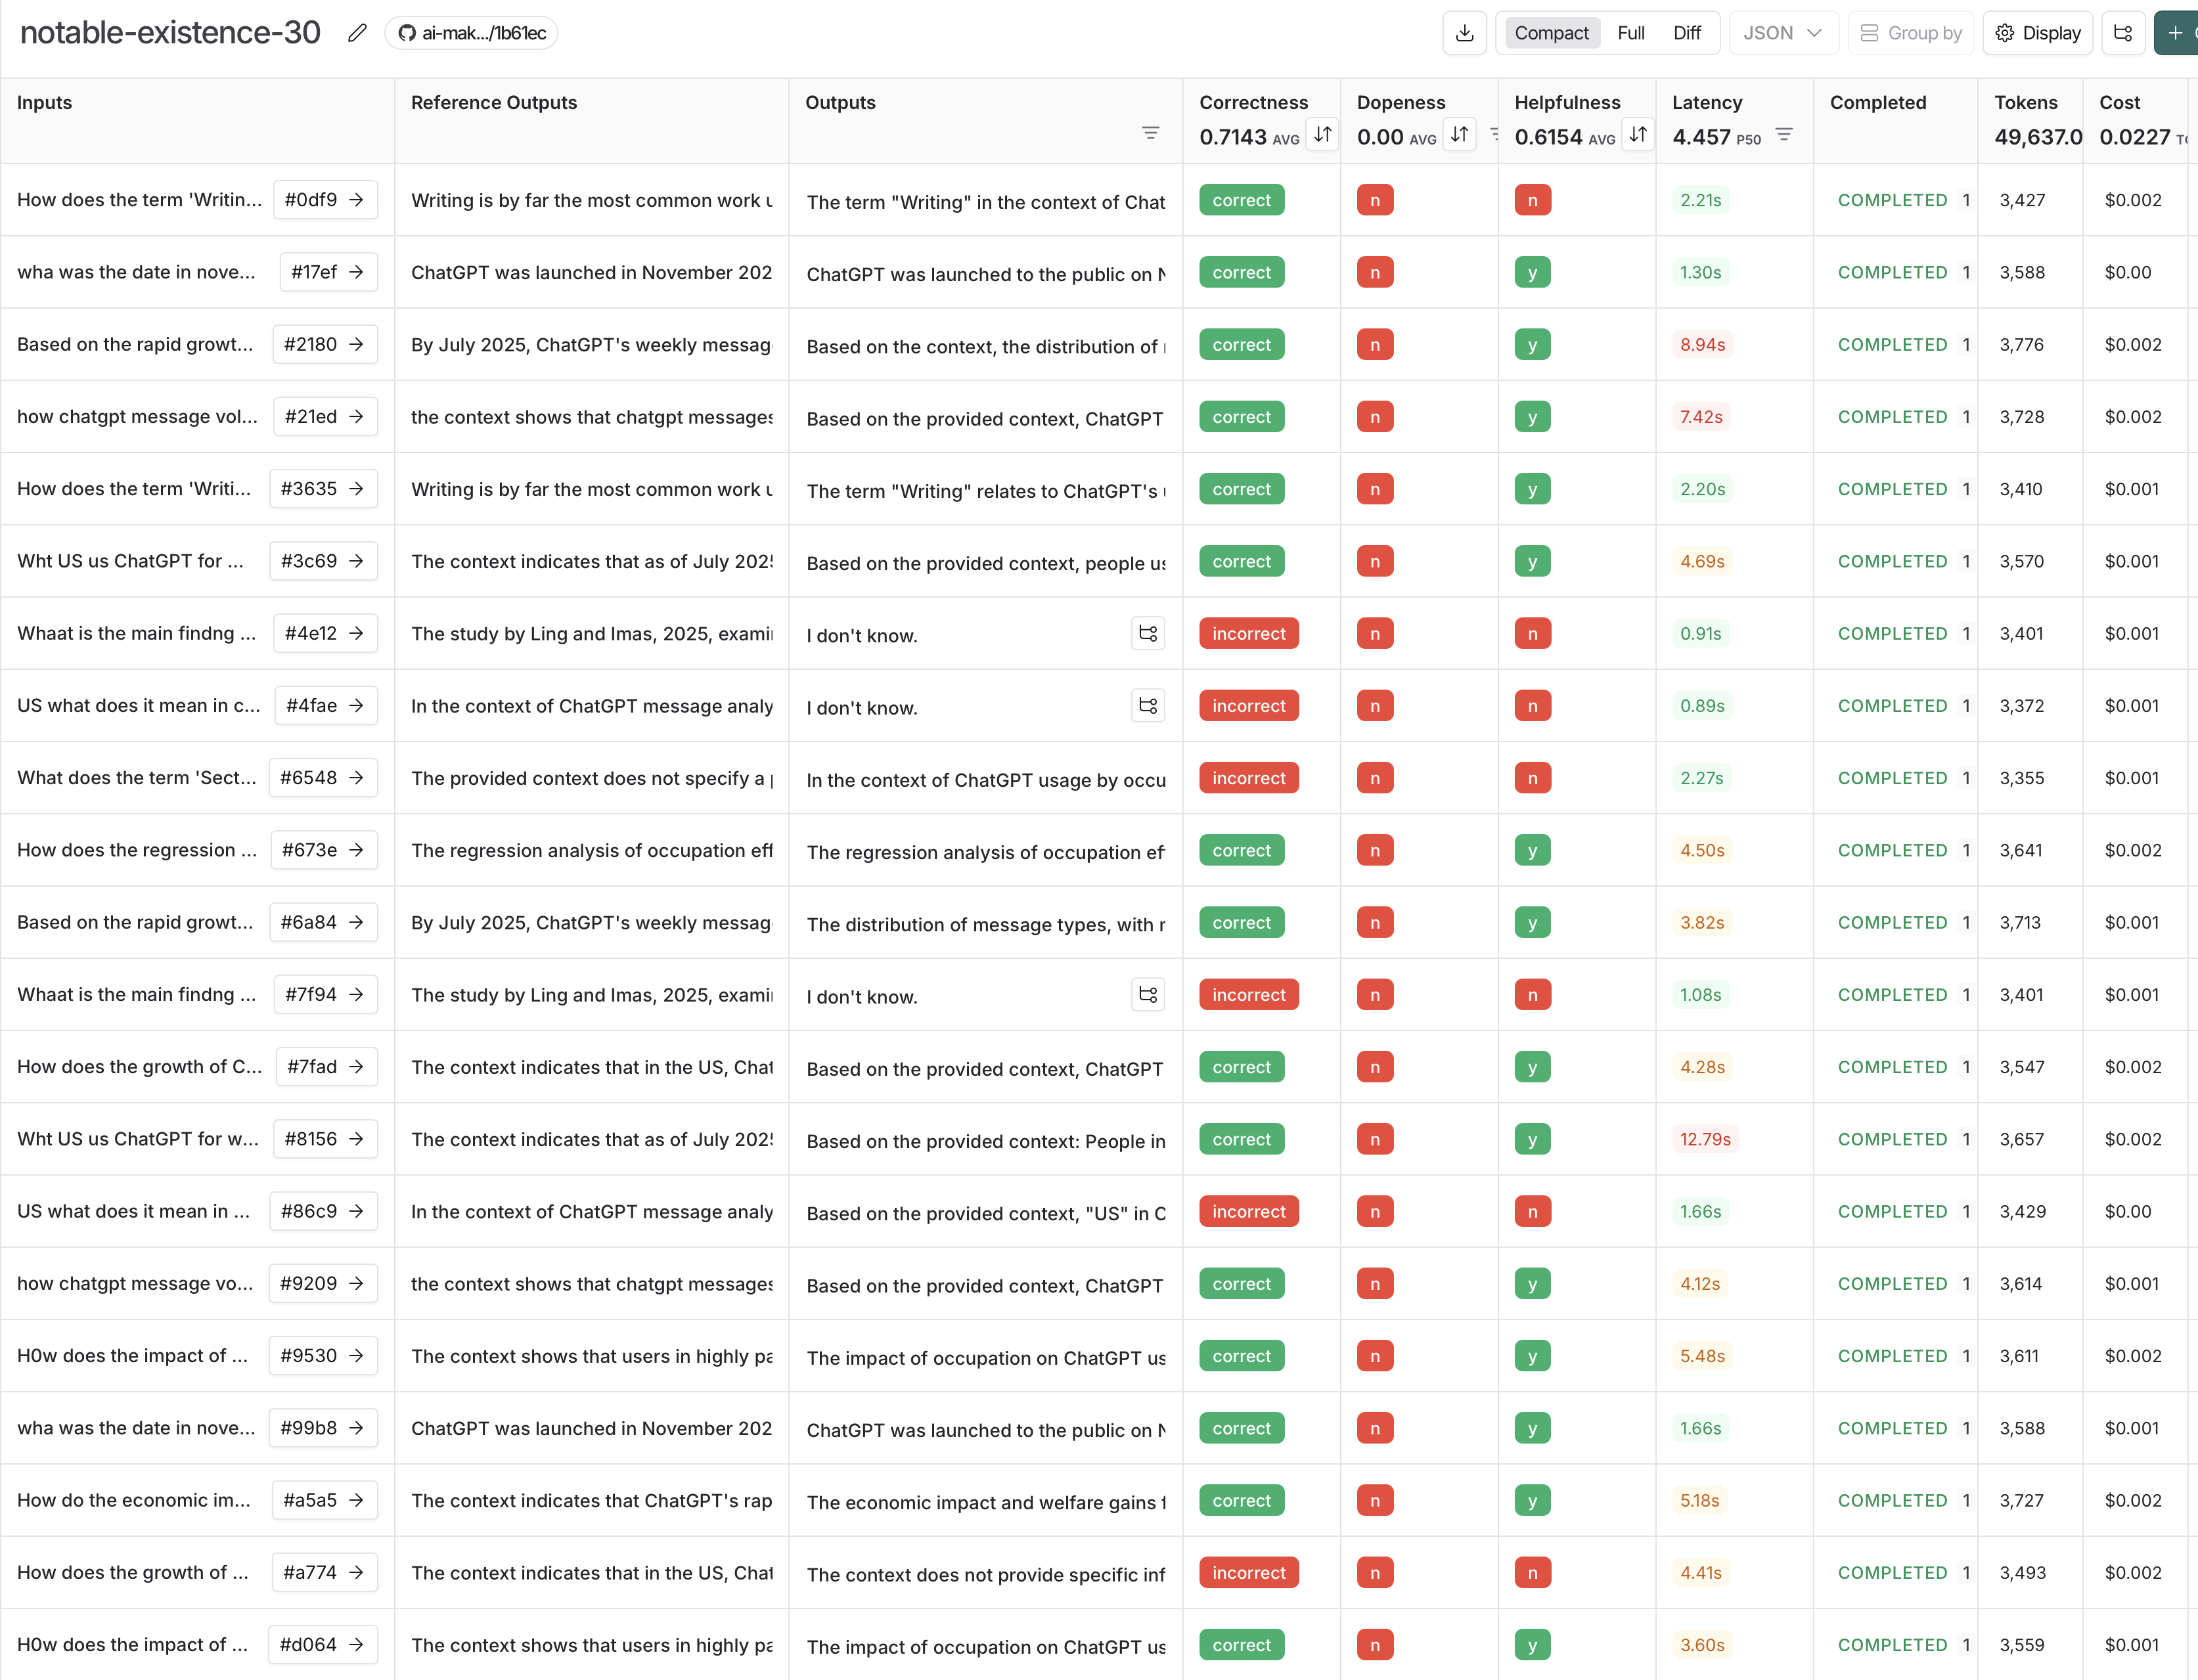 notable-existence-30 ai-mak.../1b61ec Compact Full Diff JSON Group by Display
Inputs Reference Outputs Outputs Correctness Dopeness Helpfulness Latency Completed Tokens Cost
0.7143 AVG 0.00 AVG 0.6154 AVG 4.457 P50 49,637.0 0.0227
How does the term 'Writin... #0df9 Writing is by far the most common work u The term "Writing" in the context of Chat correct n n 2.21s COMPLETED 1 3,427 $0.002
wha was the date in nove... #17ef ChatGPT was launched in November 202 ChatGPT was launched to the public on N correct n y 1.30s COMPLETED 1 3,588 $0.00
Based on the rapid growt... #2180 By July 2025, ChatGPT's weekly message Based on the context, the distribution of correct n y 8.94s COMPLETED 1 3,776 $0.002
how chatgpt message vol... #21ed the context shows that chatgpt messages Based on the provided context, ChatGPT correct n y 7.42s COMPLETED 1 3,728 $0.002
How does the term 'Writi... #3635 Writing is by far the most common work u The term "Writing" relates to ChatGPT's correct n y 2.20s COMPLETED 1 3,410 $0.001
Wht US us ChatGPT for ... #3c69 The context indicates that as of July 2025 Based on the provided context, people us correct n y 4.69s COMPLETED 1 3,570 $0.001
Whaat is the main findng ... #4e12 The study by Ling and Imas, 2025, examin I don't know. incorrect n n 0.91s COMPLETED 1 3,401 $0.001
US what does it mean in c... #4fae In the context of ChatGPT message analy I don't know. incorrect n n 0.89s COMPLETED 1 3,372 $0.001
What does the term 'Sect... #6548 The provided context does not specify a p In the context of ChatGPT usage by occu incorrect n n 2.27s COMPLETED 1 3,355 $0.001
How does the regression ... #673e The regression analysis of occupation eff The regression analysis of occupation ef correct n y 4.50s COMPLETED 1 3,641 $0.002
Based on the rapid growt... #6a84 By July 2025, ChatGPT's weekly message The distribution of message types, with r correct n y 3.82s COMPLETED 1 3,713 $0.001
Whaat is the main findng ... #7f94 The study by Ling and Imas, 2025, examin I don't know. incorrect n n 1.08s COMPLETED 1 3,401 $0.001
How does the growth of C... #7fad The context indicates that in the US, Chat Based on the provided context, ChatGPT correct n y 4.28s COMPLETED 1 3,547 $0.002
Wht US us ChatGPT for w... #8156 The context indicates that as of July 2025 Based on the provided context: People in correct n y 12.79s COMPLETED 1 3,657 $0.002
US what does it mean in ... #86c9 In the context of ChatGPT message analy Based on the provided context, "US" in C incorrect n n 1.66s COMPLETED 1 3,429 $0.00
how chatgpt message vo... #9209 the context shows that chatgpt messages Based on the provided context, ChatGPT correct n y 4.12s COMPLETED 1 3,614 $0.001
H0w does the impact of ... #9530 The context shows that users in highly pa The impact of occupation on ChatGPT us correct n y 5.48s COMPLETED 1 3,611 $0.002
wha was the date in nove... #99b8 ChatGPT was launched in November 202 ChatGPT was launched to the public on N correct n y 1.66s COMPLETED 1 3,588 $0.001
How do the economic im... #a5a5 The context indicates that ChatGPT's rap The economic impact and welfare gains f correct n y 5.18s COMPLETED 1 3,727 $0.002
How does the growth of ... #a774 The context indicates that in the US, Chat The context does not provide specific inf incorrect n n 4.41s COMPLETED 1 3,493 $0.002
H0w does the impact of ... #d064 The context shows that users in highly pa The impact of occupation on ChatGPT us correct n y 3.60s COMPLETED 1 3,559 $0.001